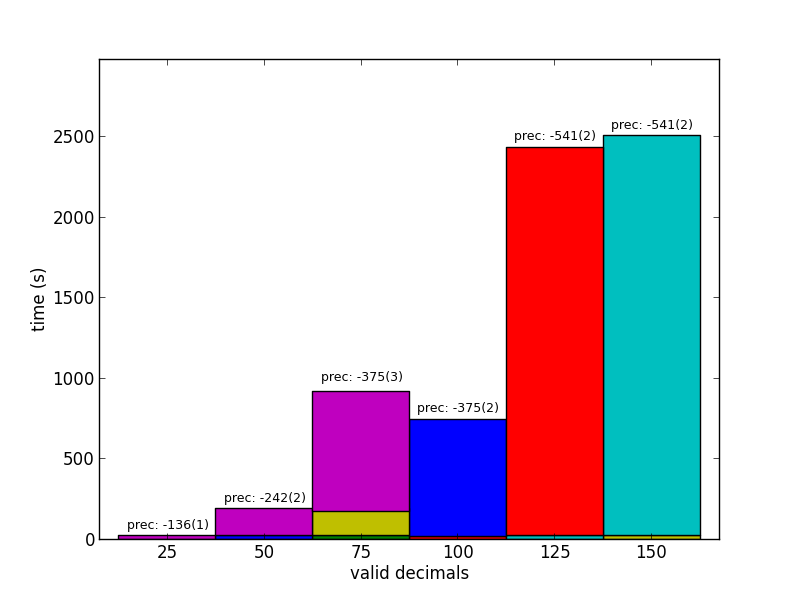 prec: -541(2)
prec: -541(2)
2500
2000
time (s)
1500
prec: -375(3)
1000
prec: -375(2)
prec: -242(2)
500
prec: -136(1)
0
25 50 75 100 125 150
valid decimals